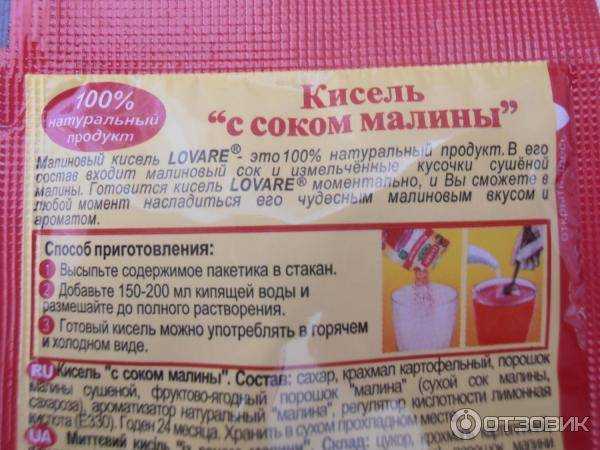 100%
натуральный
продукт
Кисель
“с соком малины”
Малиновый кисель LOVARE® - это 100% натуральный продукт. В его
состав входит малиновый сок и измельчённые кусочки сушёной
малины. Готовится кисель LOVARE® моментально, и Вы сможете в
любой момент насладиться его чудесным малиновым вкусом и
ароматом.
Способ приготовления:
1 Высыпьте содержимое пакетика в стакан.
2 Добавьте 150-200 мл кипящей воды и
размешайте до полного растворения.
3 Готовый кисель можно употреблять в горячем
и холодном виде.
RU Кисель "с соком малины". Состав: сахар, крахмал картофельный, порошок
малины сушеной, фруктово-ягодный порошок "малина" (сухой сок малины,
сахароза), ароматизатор натуральный "малина", регулятор кислотности лимонная
кислота (Е330). Годен 24 месяца. Хранить в сухом прохладном месте
UA Миттєвий кисіль "із соком малини". Склад: цукор,
ОТЗОВИК